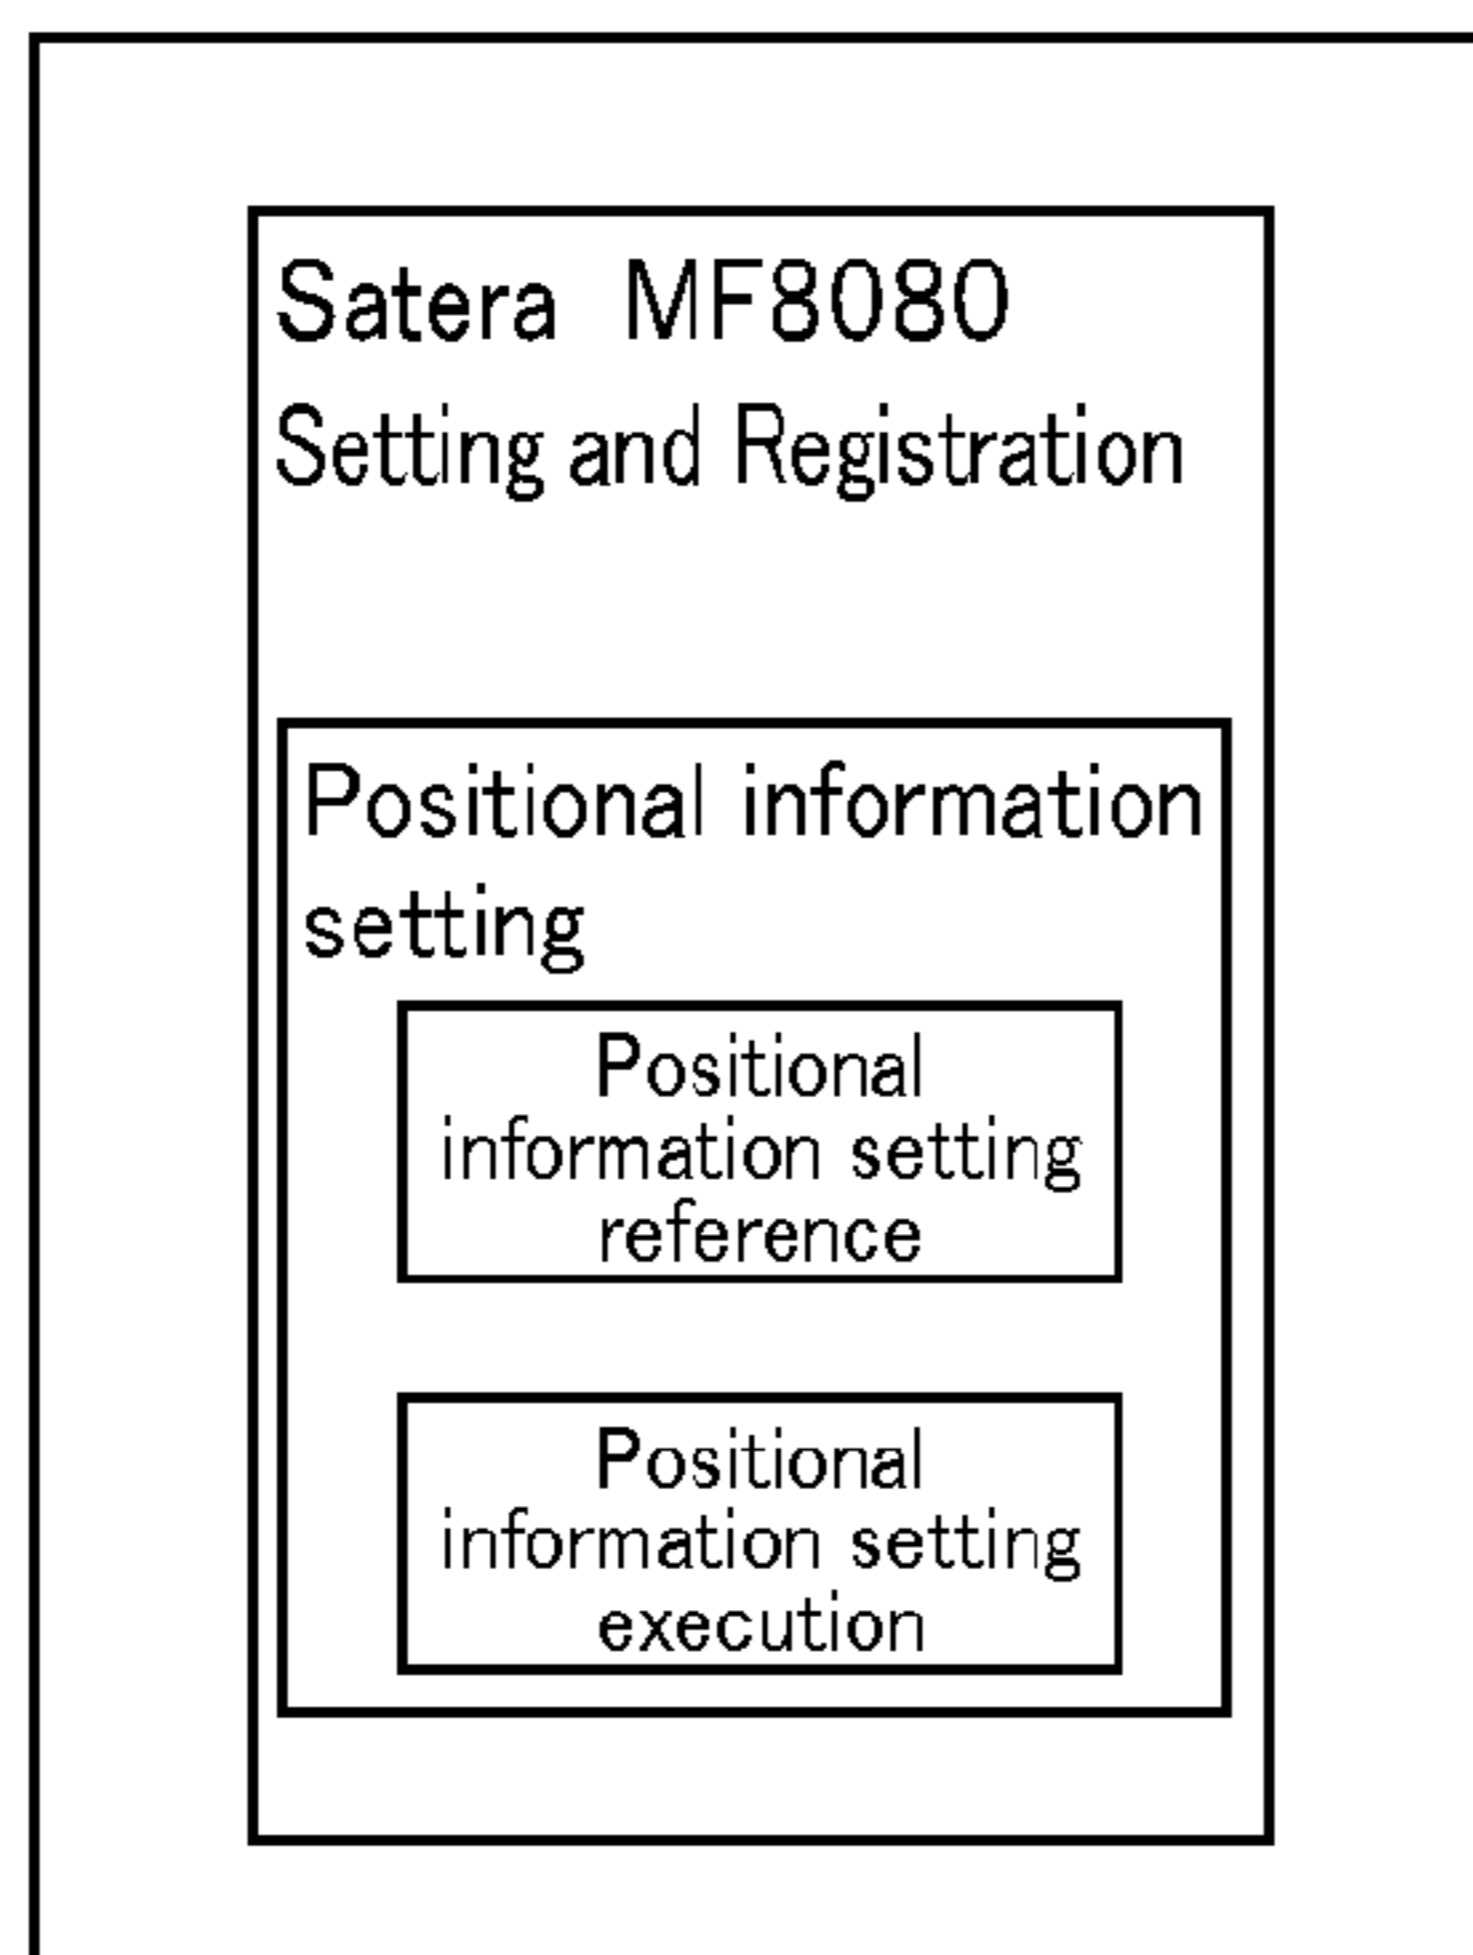 Satera MF8080
Setting and Registration
Positional information
setting
Positional
information setting
reference
Positional
information setting
execution